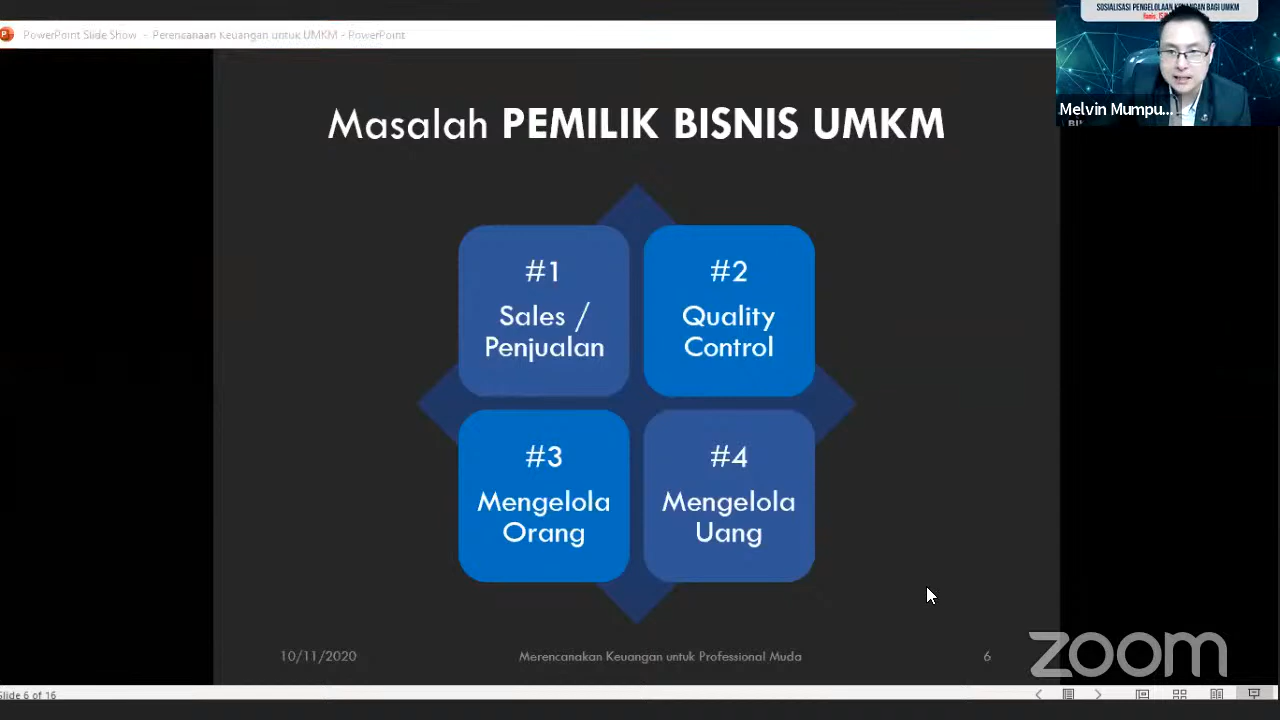 PowerPoint Slide Show - Perencanaan Keuangan untuk UMKM - PowerPoint
SOSIALISASI PENGELOLAAN KEUANGAN BAGI UMKM
Melvin Mumpu...
Masalah PEMILIK BISNIS UMKM
#1
Sales /
Penjualan
#2
Quality
Control
#3
Mengelola
Orang
#4
Mengelola
Uang
10/11/2020
Merencanakan Keuangan untuk Professional Muda
6
zoom
Slide 6 of 16